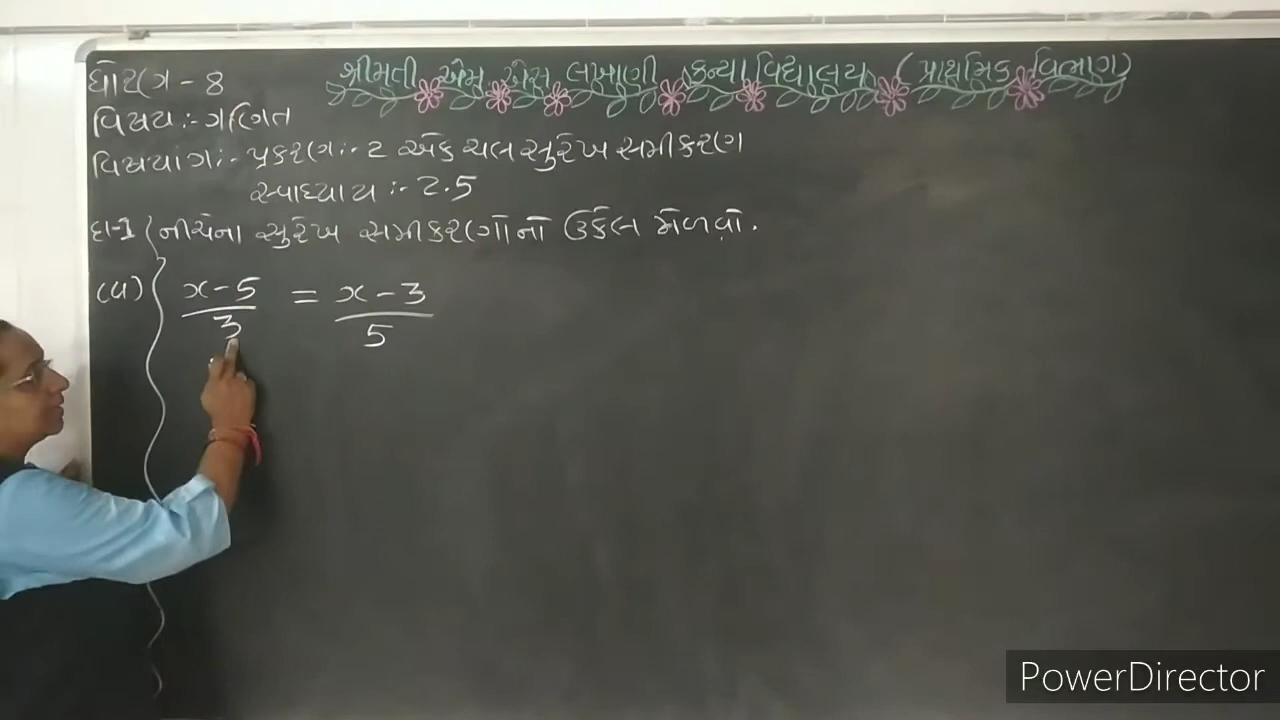 ધોરણ - 8
શ્રીમતી એમ એસ લખાણી કન્યા વિદ્યાલય (પ્રાથમિક વિભાગ)
વિષય :- ગણિત
વિષયાંગ :- પ્રકરણ :- 2 એક ચલ સુરેખ સમીકરણ
સ્વાધ્યાય :- 2.5
દા-1 નીચેના સુરેખ સમીકરણોનો ઉકેલ મેળવો.
(4) x - 5 = x - 3
3 5
PowerDirector